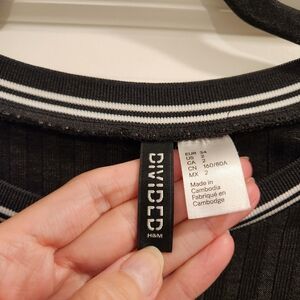 DIVIDED
H&M
EUR 34
US 2
CA 2
CN 160/80A
MX 2
Made in
Cambodia
Fabriqué en
Cambodge